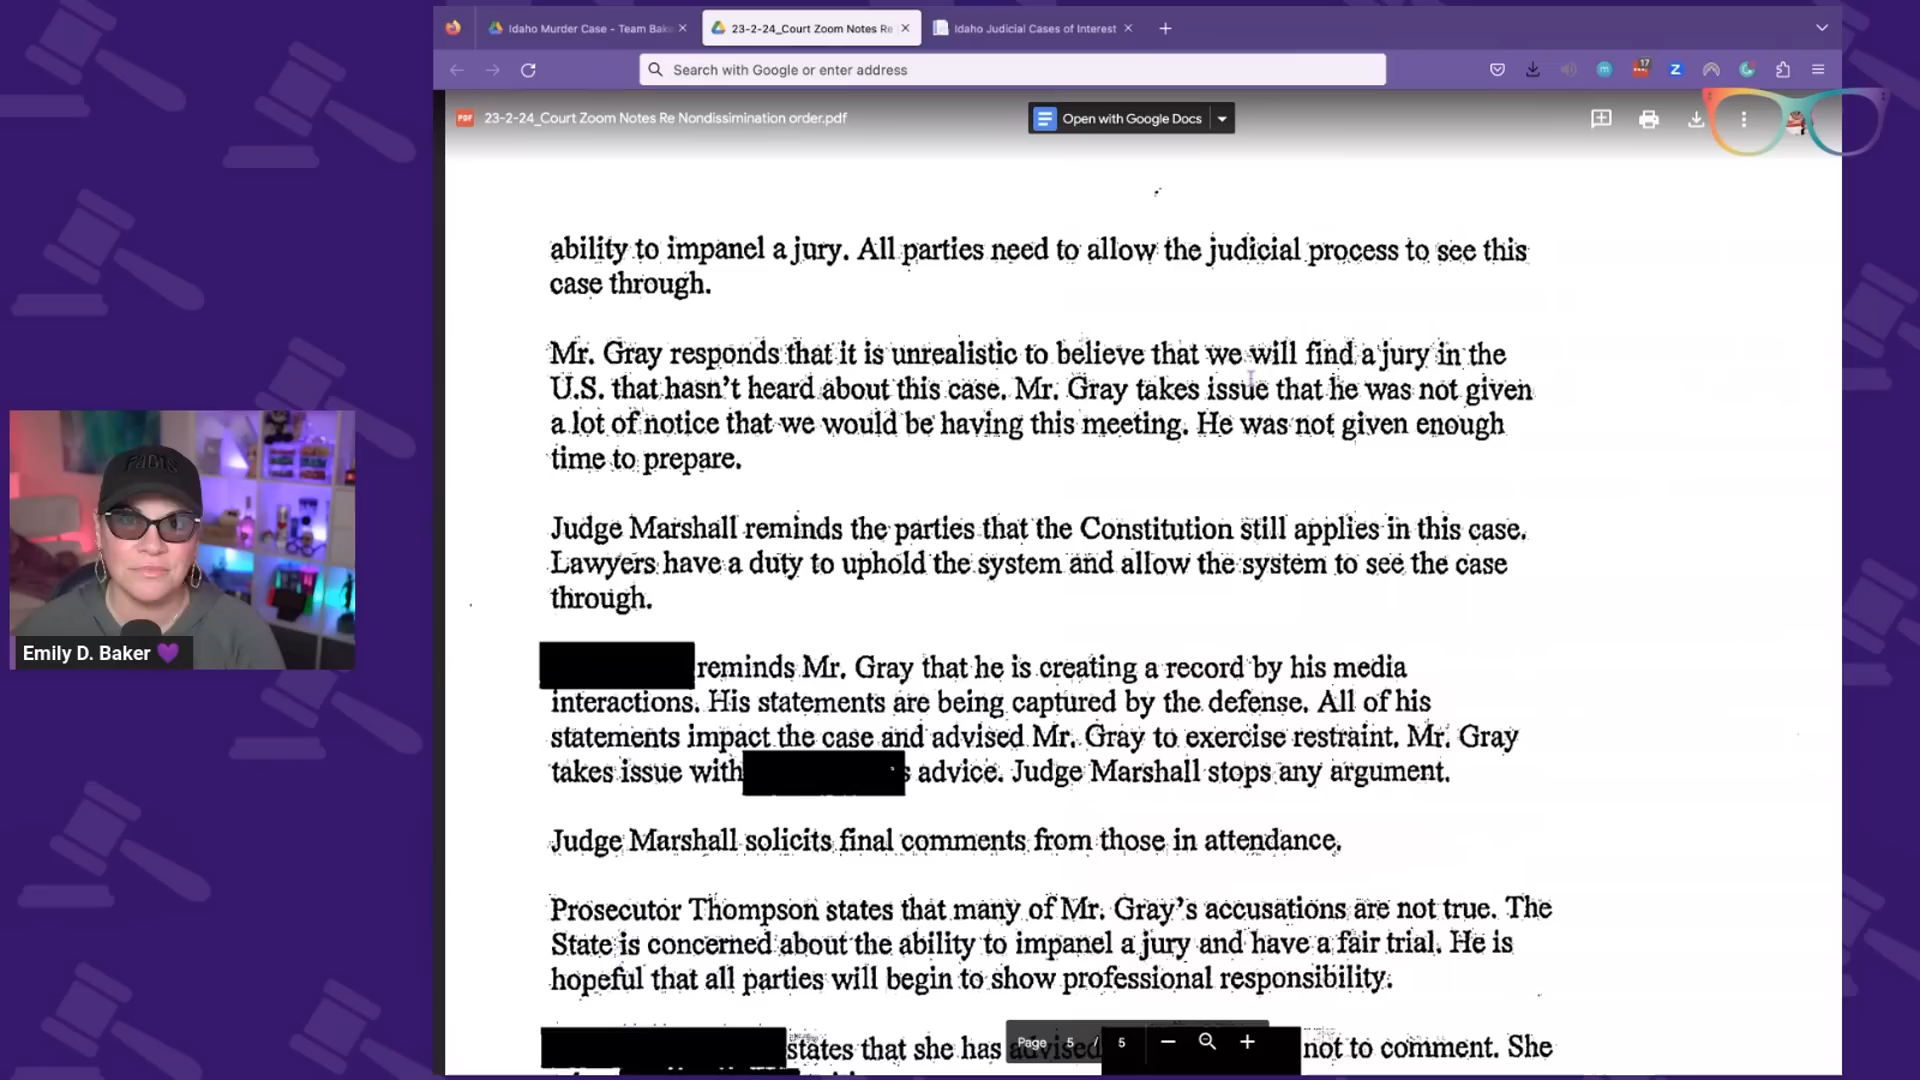 Idaho Murder Case - Team Bak
23-2-24_Court Zoom Notes Re
Idaho Judicial Cases of Interest
Search with Google or enter address
17
Z
m
PDF
23-2-24_Court Zoom Notes Re Nondissimination order.pdf
Open with Google Docs
ability to impanel a jury. All parties need to allow the judicial process to see this
case through.
Mr. Gray responds that it is unrealistic to believe that we will find a jury in the
U.S. that hasn't heard about this case. Mr. Gray takes issue that he was not given
a lot of notice that we would be having this meeting. He was not given enough
time to prepare.
Judge Marshall reminds the parties that the Constitution still applies in this case.
Lawyers have a duty to uphold the system and allow the system to see the case
through.
reminds Mr. Gray that he is creating a record by his media
interactions. His statements are being captured by the defense. All of his
statements impact the case and advised Mr. Gray to exercise restraint. Mr. Gray
takes issue with s advice. Judge Marshall stops any argument.
Judge Marshall solicits final comments from those in attendance.
Prosecutor Thompson states that many of Mr. Gray's accusations are not true. The
State is concerned about the ability to impanel a jury and have a fair trial. He is
hopeful that all parties will begin to show professional responsibility.
states that she has advised not to comment. She
Page 5 / 5
FACTS
Emily D. Baker 💜